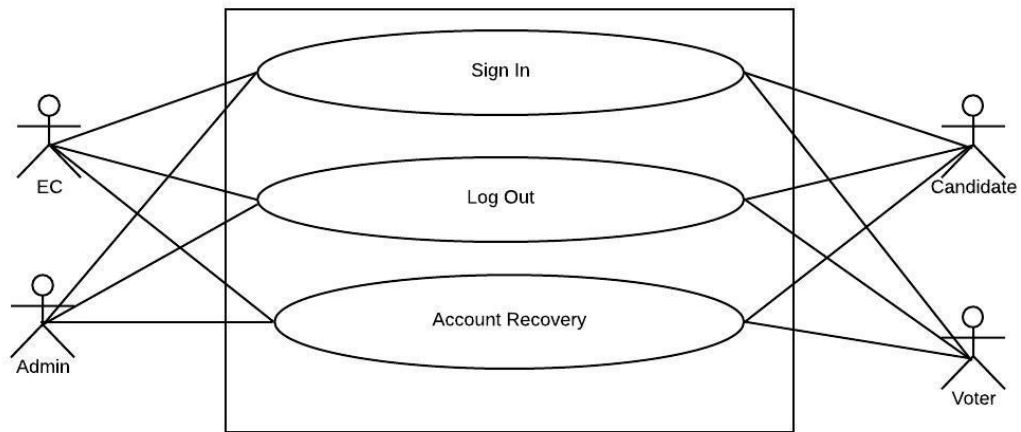 Sign In
EC
Log Out
Candidate
Account Recovery
Admin
Voter